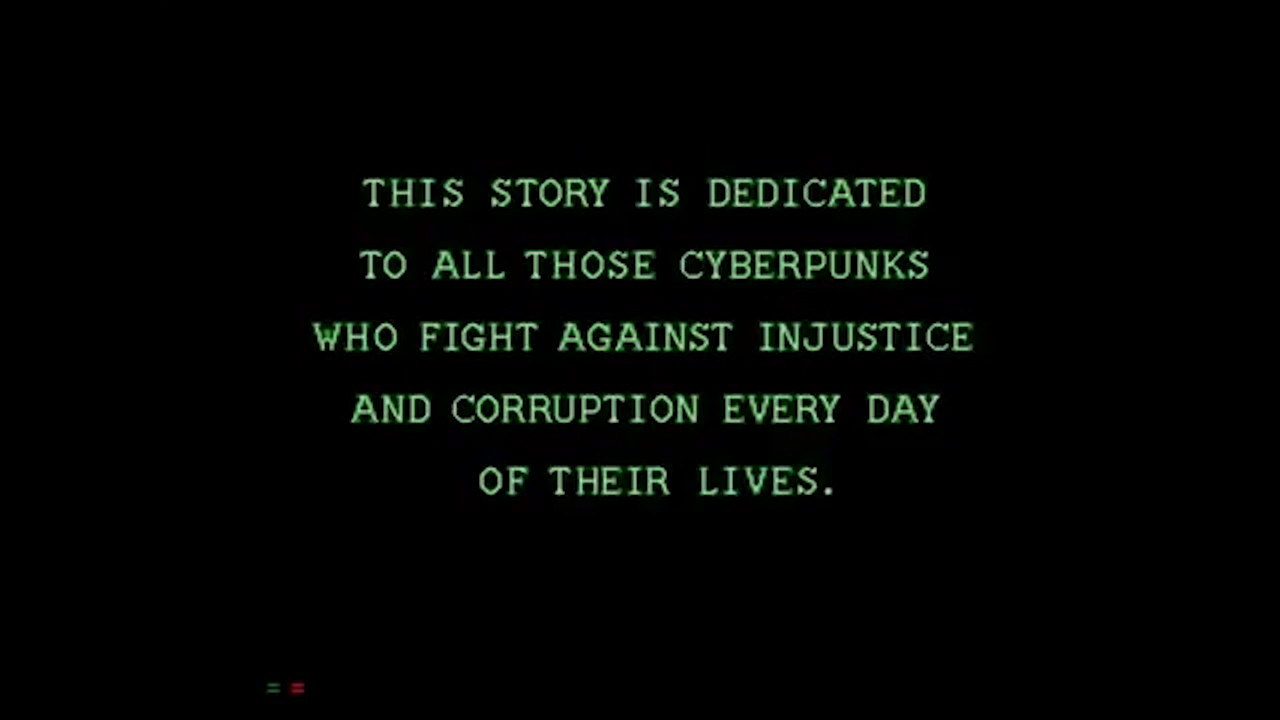 THIS STORY IS DEDICATED
TO ALL THOSE CYBERPUNKS
WHO FIGHT AGAINST INJUSTICE
AND CORRUPTION EVERY DAY
OF THEIR LIVES.
= =